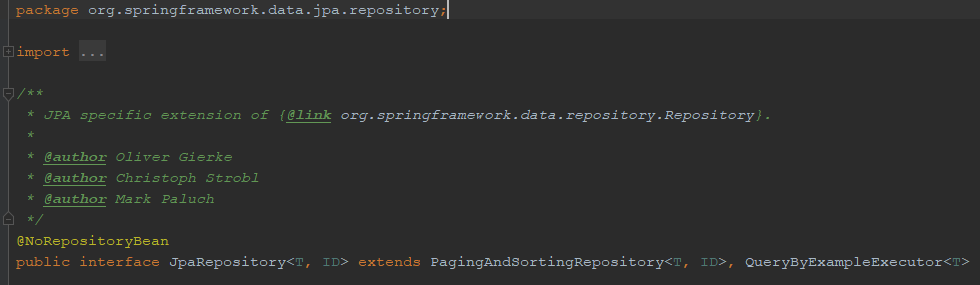 package org.springframework.data.jpa.repository;
import ...
/**
* JPA specific extension of {@link org.springframework.data.repository.Repository}.
*
* @author Oliver Gierke
* @author Christoph Strobl
* @author Mark Paluch
*/
@NoRepositoryBean
public interface JpaRepository<T, ID> extends PagingAndSortingRepository<T, ID>, QueryByExampleExecutor<T>